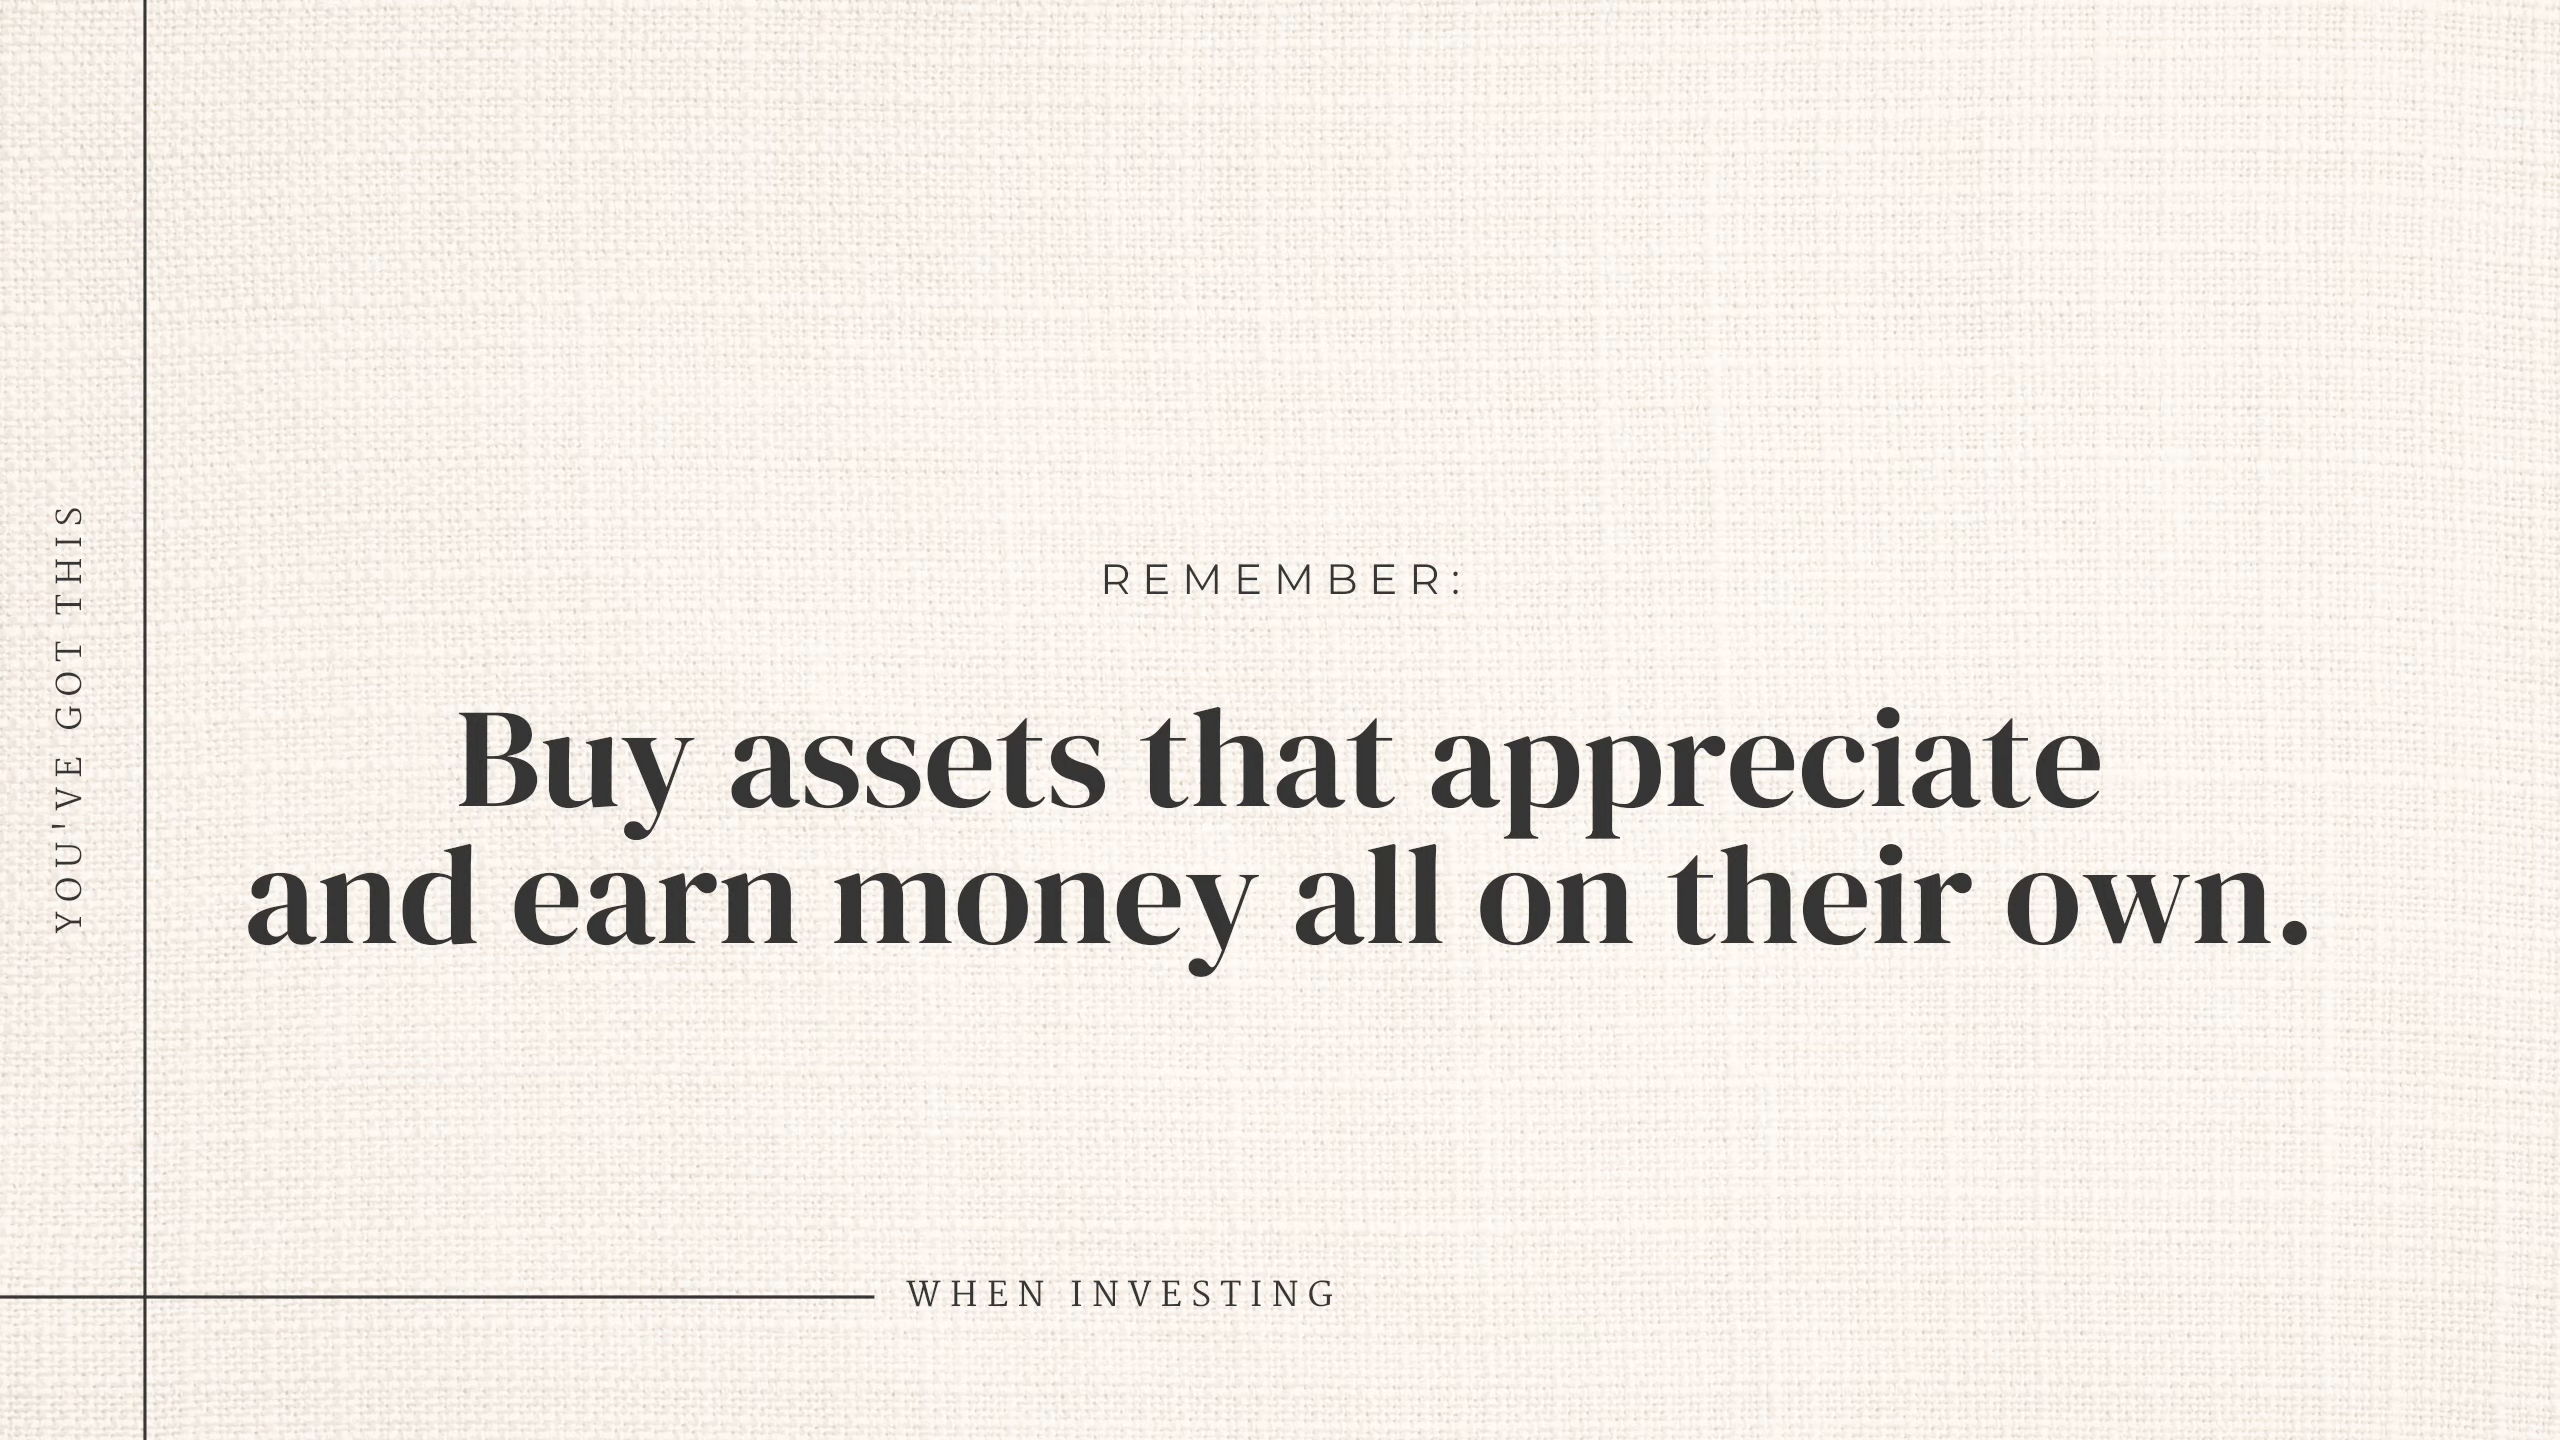 YOU'VE GOT THIS
REMEMBER:
Buy assets that appreciate
and earn money all on their own.
WHEN INVESTING